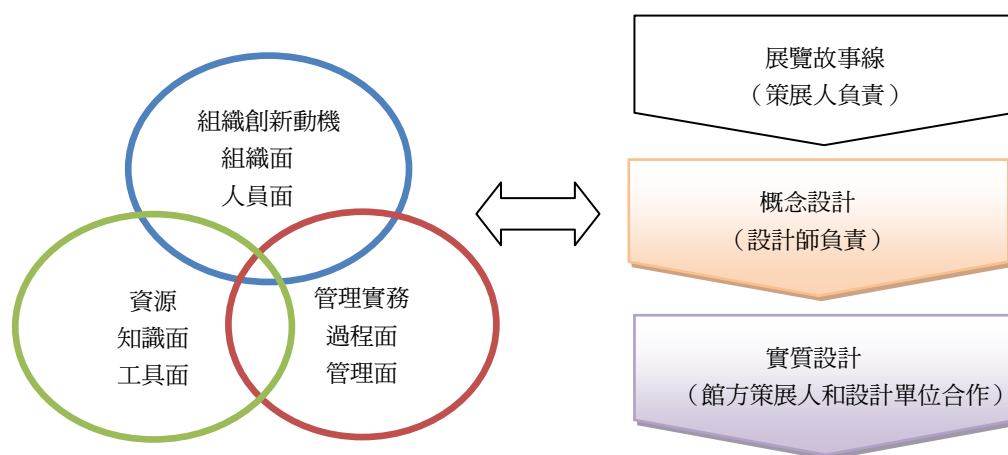 組織創新動機
組織面
人員面
資源
知識面
工具面
管理實務
過程面
管理面
展覽故事線
（策展人負責）
概念設計
（設計師負責）
實質設計
（館方策展人和設計單位合作）